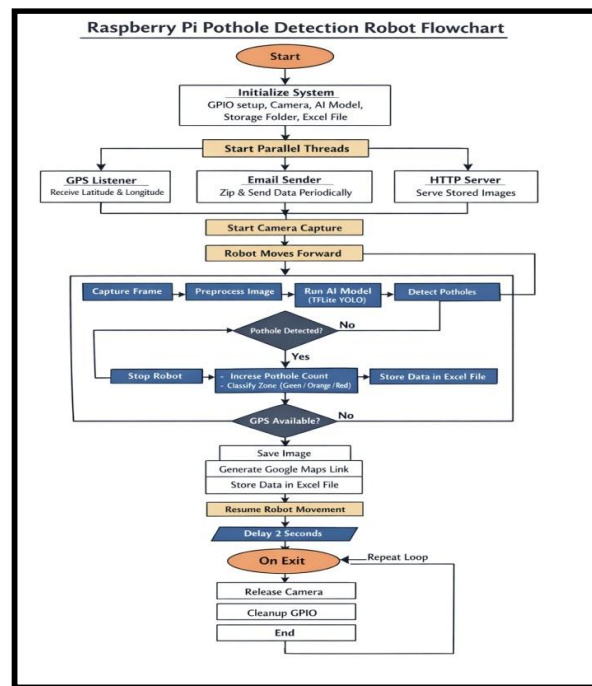 Raspberry Pi Pothole Detection Robot Flowchart
Start
Initialize System
GPIO setup, Camera, AI Model,
Storage Folder, Excel File
Start Parallel Threads
GPS Listener
Receive Latitude & Longitude
Email Sender
Zip & Send Data Periodically
HTTP Server
Serve Stored Images
Start Camera Capture
Robot Moves Forward
Capture Frame
Preprocess Image
Run AI Model
(TFLite YOLO)
Detect Potholes
Pothole Detected?
No
Yes
Stop Robot
- Increse Pothole Count
- Classify Zone (Geen / Orange / Red)
Store Data in Excel File
GPS Available?
No
Save Image
Generate Google Maps Link
Store Data in Excel File
Resume Robot Movement
Delay 2 Seconds
On Exit
Repeat Loop
Release Camera
Cleanup GPIO
End